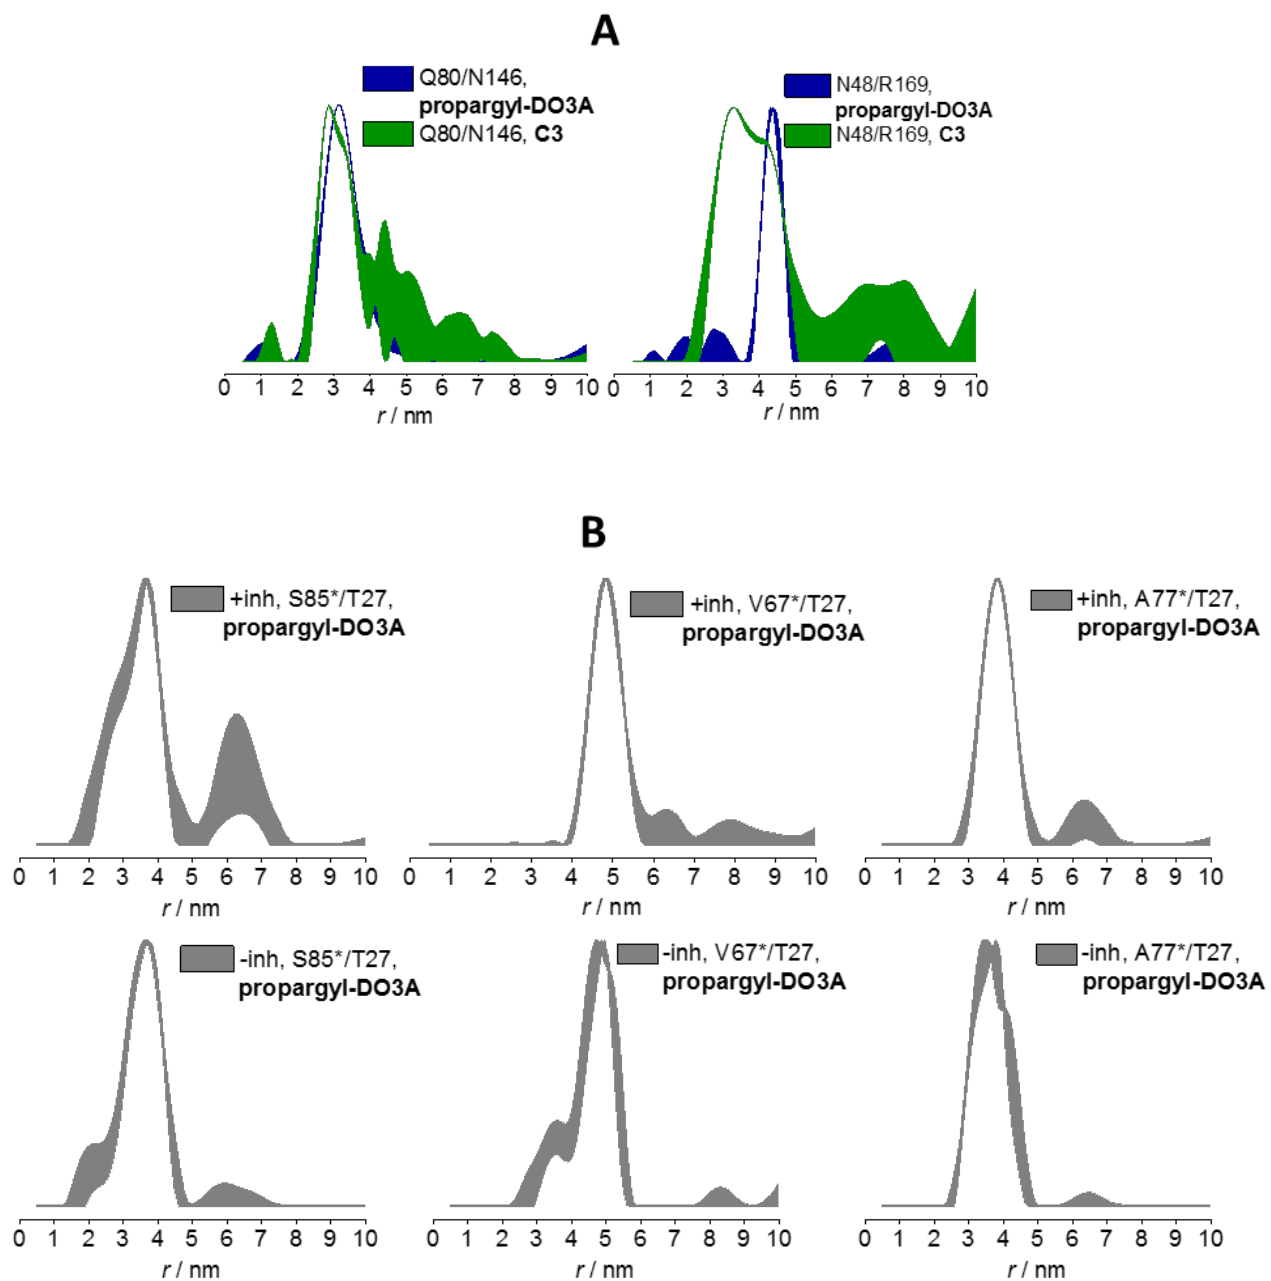 A
Q80/N146,
propargyl-DO3A
Q80/N146, C3
N48/R169,
propargyl-DO3A
N48/R169, C3
0 1 2 3 4 5 6 7 8 9 10
r / nm
0 1 2 3 4 5 6 7 8 9 10
r / nm
B
+inh, S85*/T27,
propargyl-DO3A
+inh, V67*/T27,
propargyl-DO3A
+inh, A77*/T27,
propargyl-DO3A
0 1 2 3 4 5 6 7 8 9 10
r / nm
0 1 2 3 4 5 6 7 8 9 10
r / nm
0 1 2 3 4 5 6 7 8 9 10
r / nm
-inh, S85*/T27,
propargyl-DO3A
-inh, V67*/T27,
propargyl-DO3A
-inh, A77*/T27,
propargyl-DO3A
0 1 2 3 4 5 6 7 8 9 10
r / nm
0 1 2 3 4 5 6 7 8 9 10
r / nm
0 1 2 3 4 5 6 7 8 9 10
r / nm